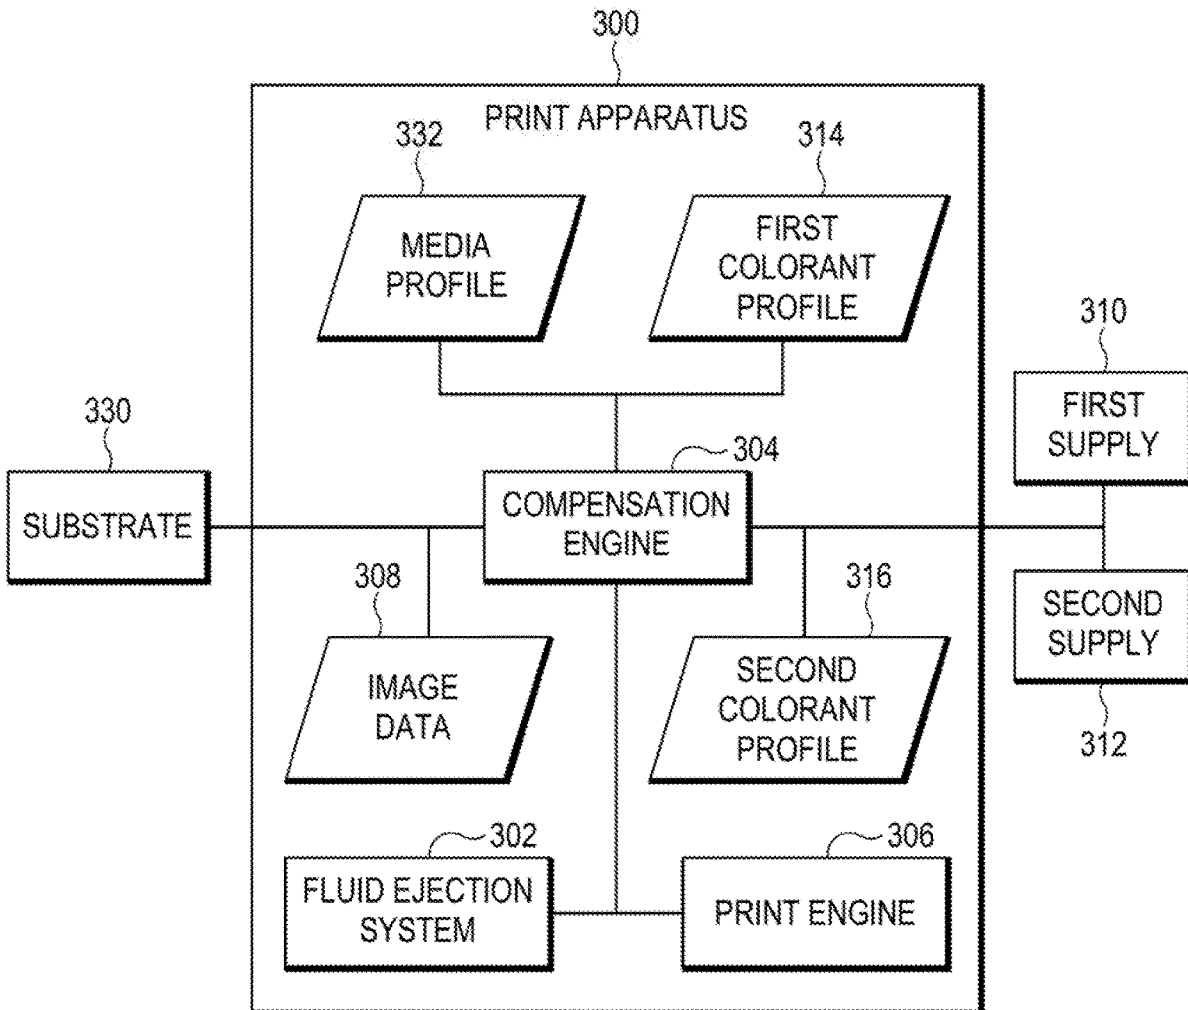 300
PRINT APPARATUS
332
314
MEDIA
PROFILE
FIRST
COLORANT
PROFILE
310
FIRST
SUPPLY
330
SUBSTRATE
304
COMPENSATION
ENGINE
308
316
IMAGE
DATA
SECOND
COLORANT
PROFILE
SECOND
SUPPLY
312
302
FLUID EJECTION
SYSTEM
306
PRINT ENGINE